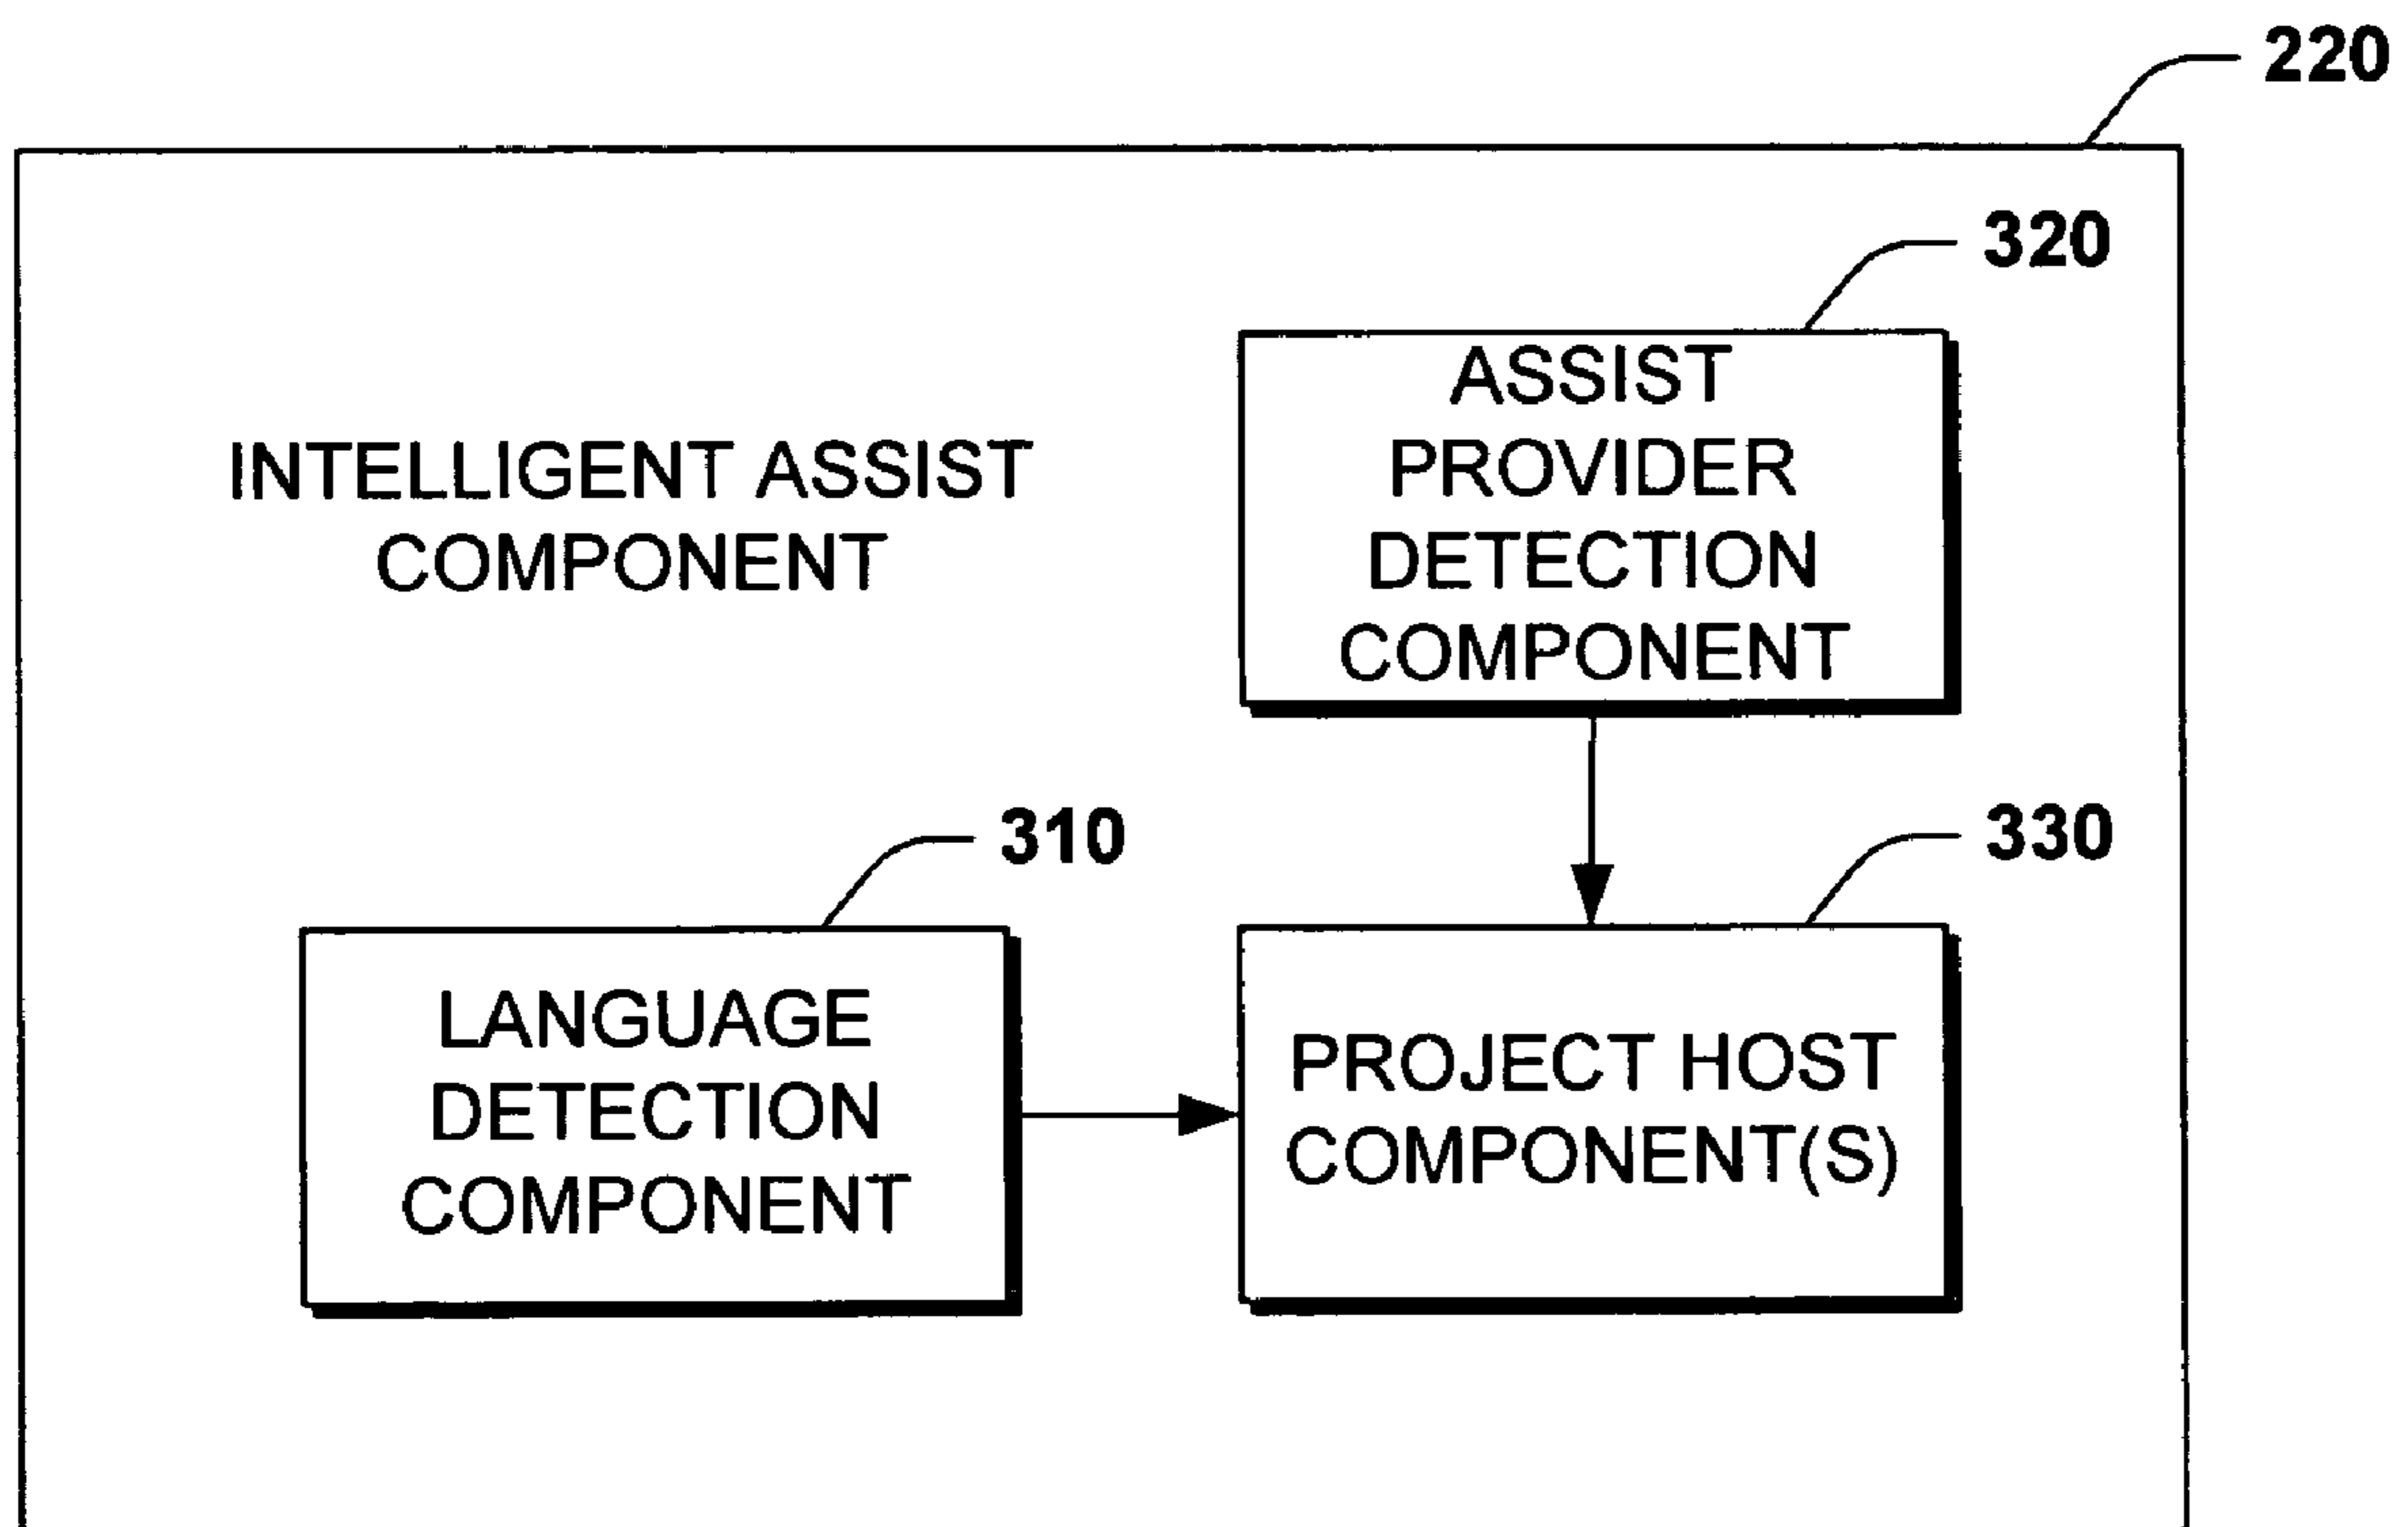 220
320
ASSIST
PROVIDER
DETECTION
COMPONENT
INTELLIGENT ASSIST
COMPONENT
310
330
LANGUAGE
DETECTION
COMPONENT
PROJECT HOST
COMPONENT(S)